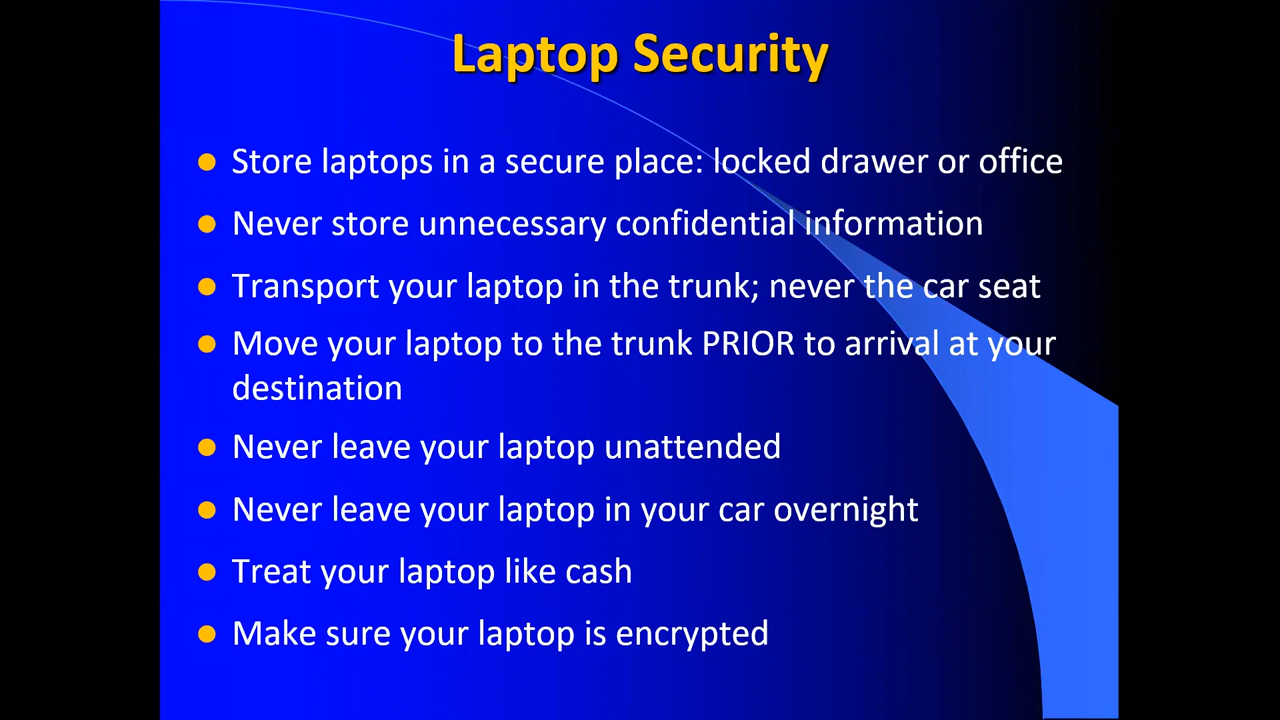 Laptop Security
Store laptops in a secure place: locked drawer or office
Never store unnecessary confidential information
Transport your laptop in the trunk; never the car seat
Move your laptop to the trunk PRIOR to arrival at your
destination
Never leave your laptop unattended
Never leave your laptop in your car overnight
Treat your laptop like cash
Make sure your laptop is encrypted